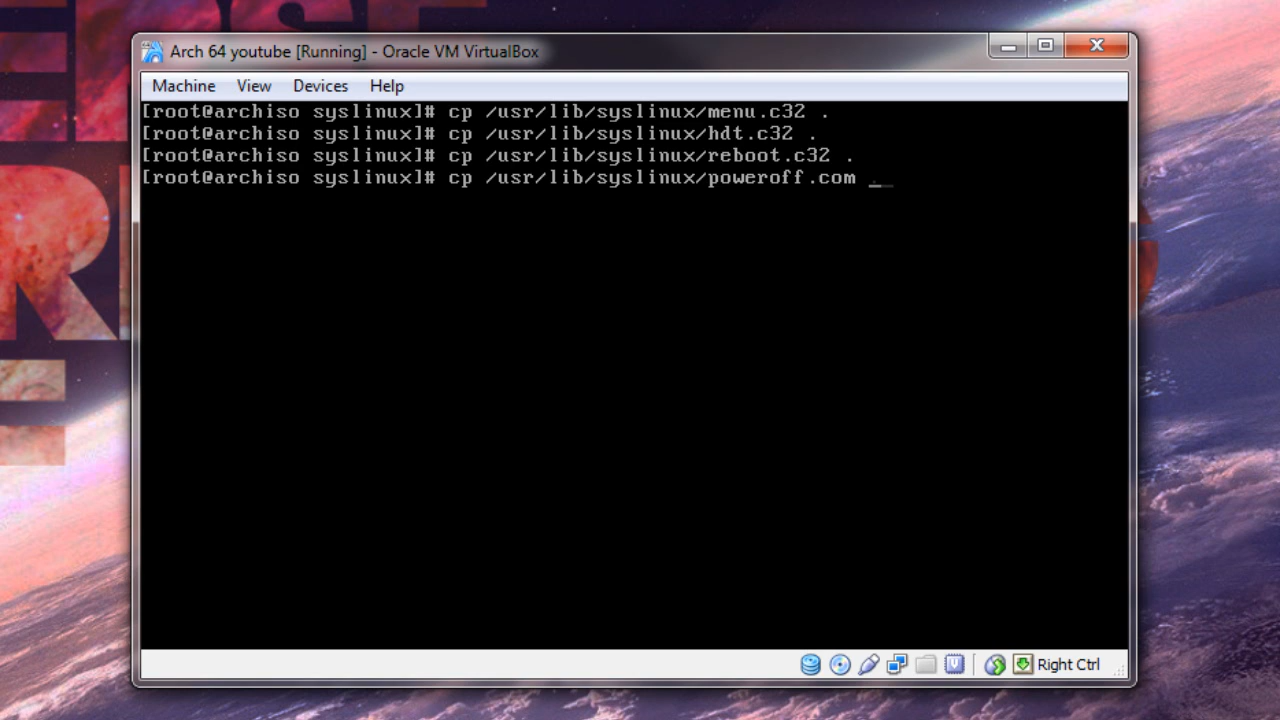 Arch 64 youtube [Running] - Oracle VM VirtualBox
Machine View Devices Help
[root@archiso syslinux]# cp /usr/lib/syslinux/menu.c32 .
[root@archiso syslinux]# cp /usr/lib/syslinux/hdt.c32 .
[root@archiso syslinux]# cp /usr/lib/syslinux/reboot.c32 .
[root@archiso syslinux]# cp /usr/lib/syslinux/poweroff.com _
Right Ctrl